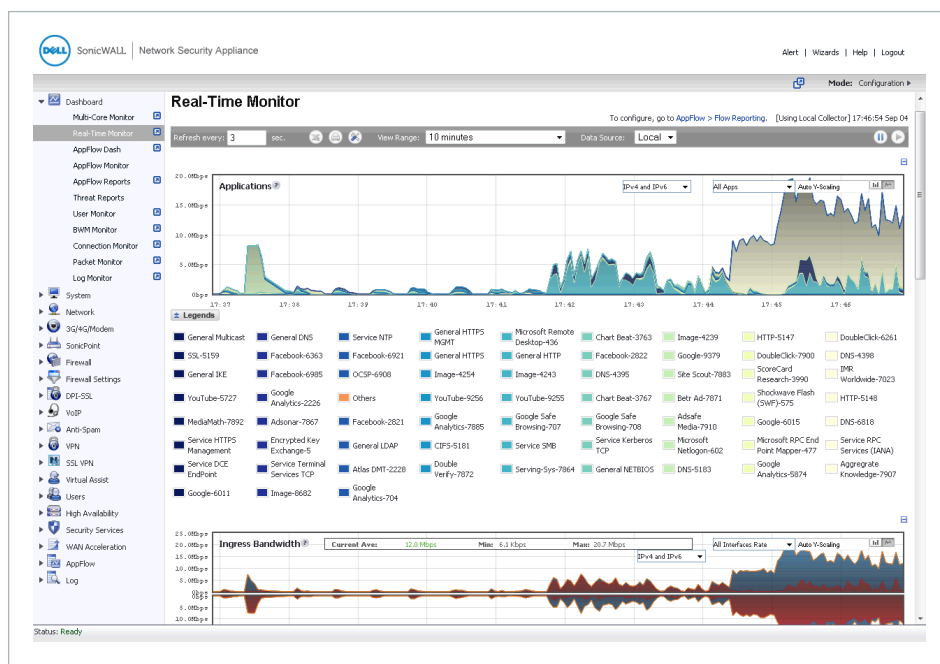 DELL SonicWALL | Network Security Appliance
Alert | Wizards | Help | Logout
Mode: Configuration
Dashboard
Multi-Core Monitor
Real-Time Monitor
AppFlow Dash
AppFlow Monitor
AppFlow Reports
Threat Reports
User Monitor
BWM Monitor
Connection Monitor
Packet Monitor
Log Monitor
System
Network
3G/4G/Modem
SonicPoint
Firewall
Firewall Settings
DPI-SSL
VoIP
Anti-Spam
VPN
SSL VPN
Virtual Assist
Users
High Availability
Security Services
WAN Acceleration
AppFlow
Log
Real-Time Monitor
To configure, go to AppFlow > Flow Reporting. [Using Local Collector] 17:46:54 Sep 04
Refresh every: 3 sec. View Range: 10 minutes Data Source: Local
Applications IPv4 and IPv6 All Apps Auto Y-Scaling
20.0Mbps
15.0Mbps
10.0Mbps
5.0Mbps
0bps
17:37 17:38 17:39 17:40 17:41 17:42 17:43 17:44 17:45 17:46
Legends
General Multicast General DNS Service NTP General HTTPS MGMT Microsoft Remote Desktop-436 Chart Beat-3763 Image-4239 HTTP-5147 DoubleClick-6261
SSL-5159 Facebook-6363 Facebook-6921 General HTTPS General HTTP Facebook-2822 Google-9379 DoubleClick-7900 DNS-4398
General IKE Facebook-6985 OCSP-6908 Image-4254 Image-4243 DNS-4395 Site Scout-7883 ScoreCard Research-3990 IMR Worldwide-7023
YouTube-5727 Google Analytics-2226 Others YouTube-9256 YouTube-9255 Chart Beat-3767 Betr Ad-7871 Shockwave Flash (SWF)-575 HTTP-5148
MediaMath-7892 Adsonar-7867 Facebook-2821 Google Analytics-7885 Google Safe Browsing-707 Google Safe Browsing-708 Adsafe Media-7910 Google-6015 DNS-6818
Service HTTPS Management Encrypted Key Exchange-5 General LDAP CIFS-5181 Service SMB Service Kerberos TCP Microsoft Netlogon-602 Microsoft RPC End Point Mapper-477 Service RPC Services (IANA)
Service DCE EndPoint Service Terminal Services TCP Atlas DMT-2228 Double Verify-7872 Serving-Sys-7864 General NETBIOS DNS-5183 Google Analytics-5874 Aggregrate Knowledge-7907
Google-6011 Image-8682 Google Analytics-704
Ingress Bandwidth Current Ave: 12.0 Mbps Min: 6.1 Kbps Max: 20.7 Mbps All Interfaces Rate Auto Y-Scaling
IPv4 and IPv6
25.0Mbps
20.0Mbps
15.0Mbps
10.0Mbps
5.0Mbps
0bps
5.0Mbps
10.0Mbps
Status: Ready